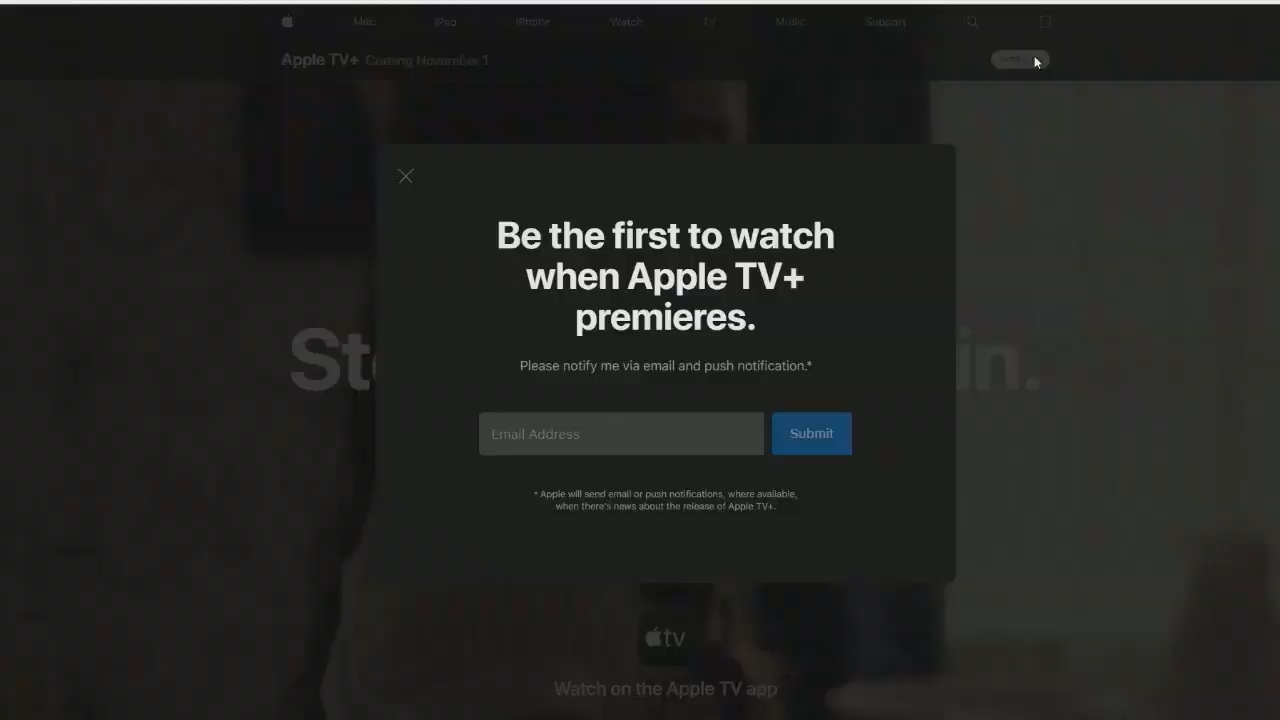 Mac iPad iPhone Watch TV Music Support
Apple TV+ Coming November 1
Be the first to watch
when Apple TV+
premieres.
Please notify me via email and push notification.*
Email Address Submit
* Apple will send email or push notifications, where available,
when there's news about the release of Apple TV+.
tv
Watch on the Apple TV app